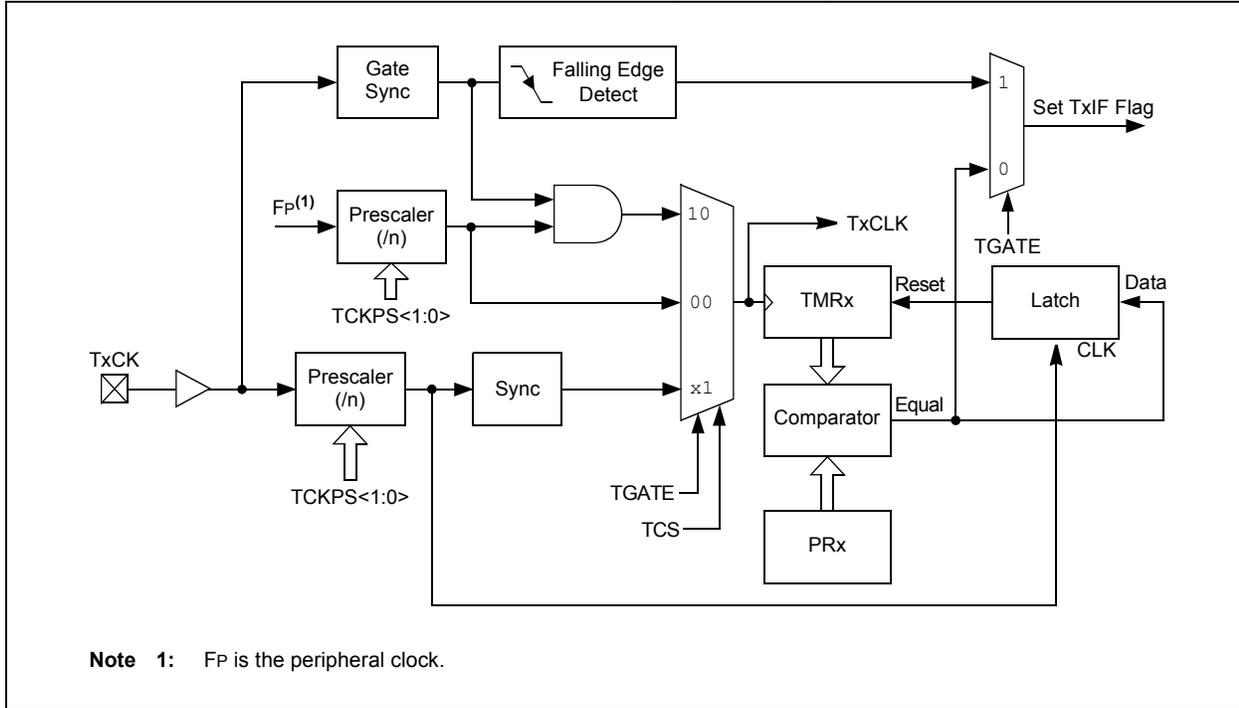 Gate
Sync
Falling Edge
Detect
1
Set TxIF Flag
0
TGATE
FP(1)
Prescaler
(/n)
TCKPS<1:0>
10
00
x1
TxCLK
TMRx
Reset
Latch
Data
CLK
TxCK
Prescaler
(/n)
TCKPS<1:0>
Sync
Comparator
Equal
TGATE
TCS
PRx
Note 1: FP is the peripheral clock.